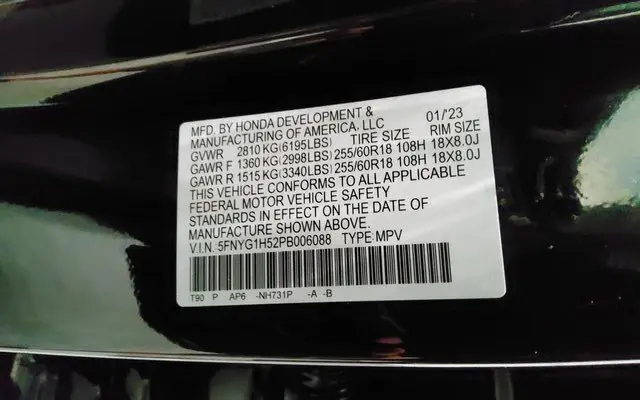 MFD. BY HONDA DEVELOPMENT & 01/'23
MANUFACTURING OF AMERICA, LLC
GVWR 2810 KG(6195LBS) TIRE SIZE RIM SIZE
GAWR F 1360 KG(2998LBS) 255/60R18 108H 18X8.0J
GAWR R 1515 KG(3340LBS) 255/60R18 108H 18X8.0J
THIS VEHICLE CONFORMS TO ALL APPLICABLE
FEDERAL MOTOR VEHICLE SAFETY
STANDARDS IN EFFECT ON THE DATE OF
MANUFACTURE SHOWN ABOVE.
V.I.N. 5FNYG1H52PB006088 TYPE:MPV
T90 P AP6 -NH731P -A -B